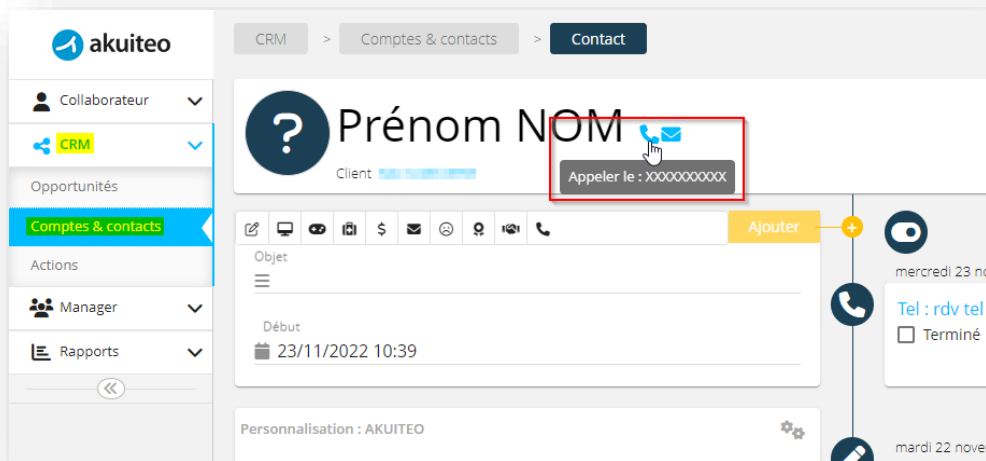 akuiteo
CRM > Comptes & contacts > Contact
Collaborateur
CRM
Opportunités
Comptes & contacts
Actions
Manager
Rapports
?
Prénom NOM
Client
Appeler le : XXXXXXXXXX
$
Ajouter
+
Objet
Début
23/11/2022 10:39
Personnalisation : AKUITEO
mercredi 23 no
Tel : rdv tel
Terminé
mardi 22 nove